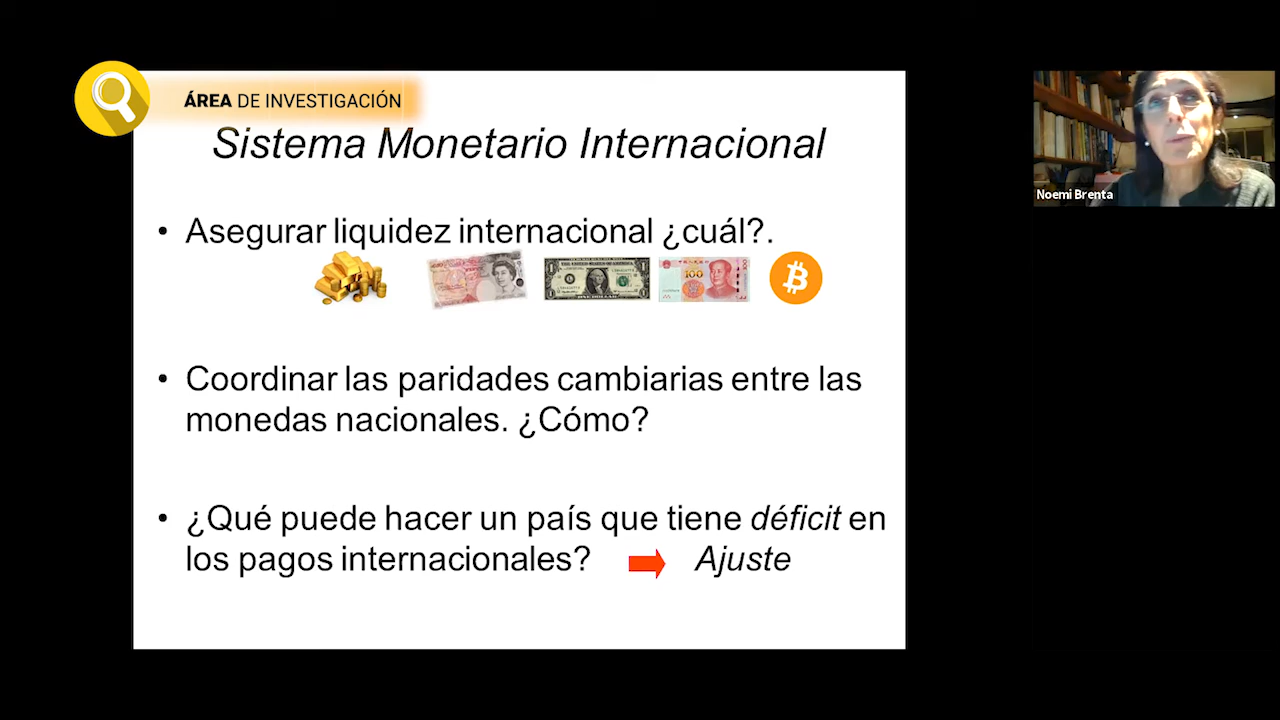 ÁREA DE INVESTIGACIÓN
Sistema Monetario Internacional
• Asegurar liquidez internacional ¿cuál?.
100
• Coordinar las paridades cambiarias entre las
monedas nacionales. ¿Cómo?
• ¿Qué puede hacer un país que tiene déficit en
los pagos internacionales? Ajuste
Noemi Brenta